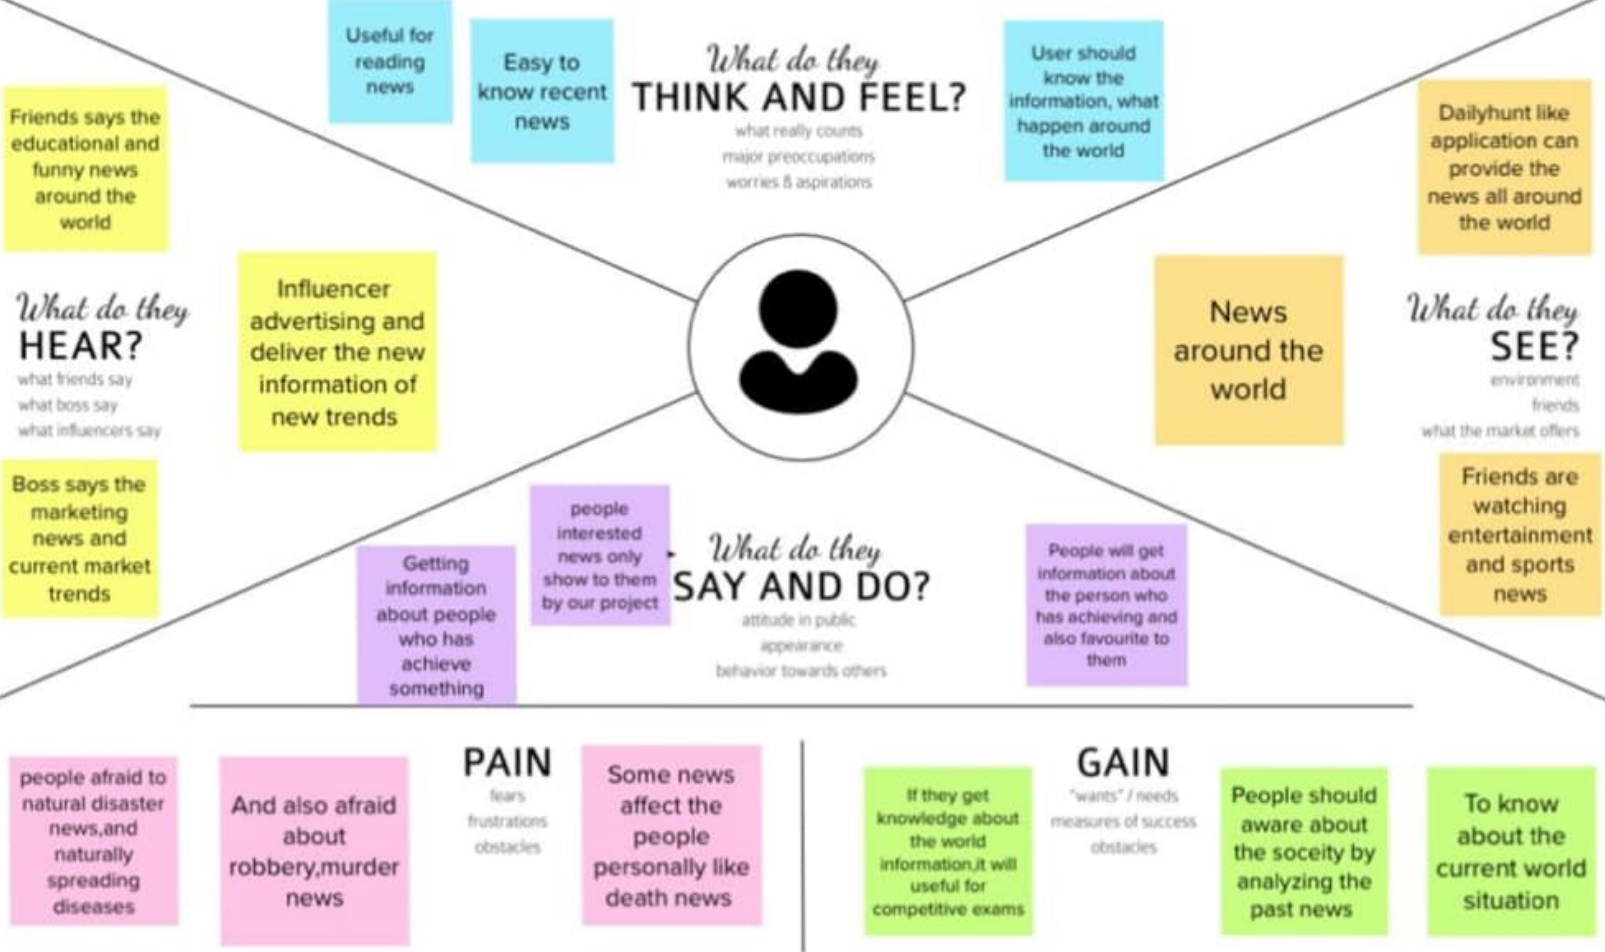 Useful for
reading
news
Easy to
know recent
news
What do they
THINK AND FEEL?
what really counts
major preoccupations
worries & aspirations
User should
know the
information, what
happen around
the world
Friends says the
educational and
funny news
around the
world
Influencer
advertising and
deliver the new
information of
new trends
What do they
HEAR?
what friends say
what boss say
what influencers say
Boss says the
marketing
news and
current market
trends
Dailyhunt like
application can
provide the
news all around
the world
News
around the
world
What do they
SEE?
environment
friends
what the market offers
Friends are
watching
entertainment
and sports
news
Getting
information
about people
who has
achieve
something
people
interested
news only
show to them
by our project
What do they
SAY AND DO?
attitude in public
appearance
behavior towards others
People will get
information about
the person who
has achieving and
also favourite to
them
people afraid to
natural disaster
news,and
naturally
spreading
diseases
And also afraid
about
robbery,murder
news
PAIN
fears
frustrations
obstacles
Some news
affect the
people
personally like
death news
If they get
knowledge about
the world
information,it will
useful for
competitive exams
GAIN
"wants" / needs
measures of success
obstacles
People should
aware about
the soceity by
analyzing the
past news
To know
about the
current world
situation